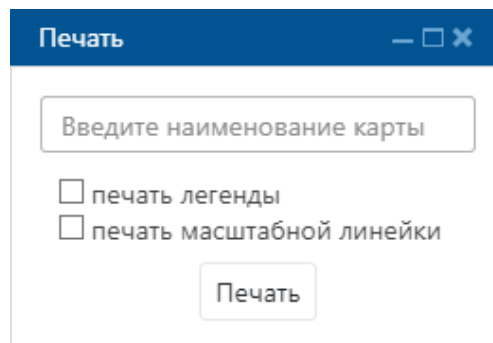 Печать
Введите наименование карты
печать легенды
печать масштабной линейки
Печать